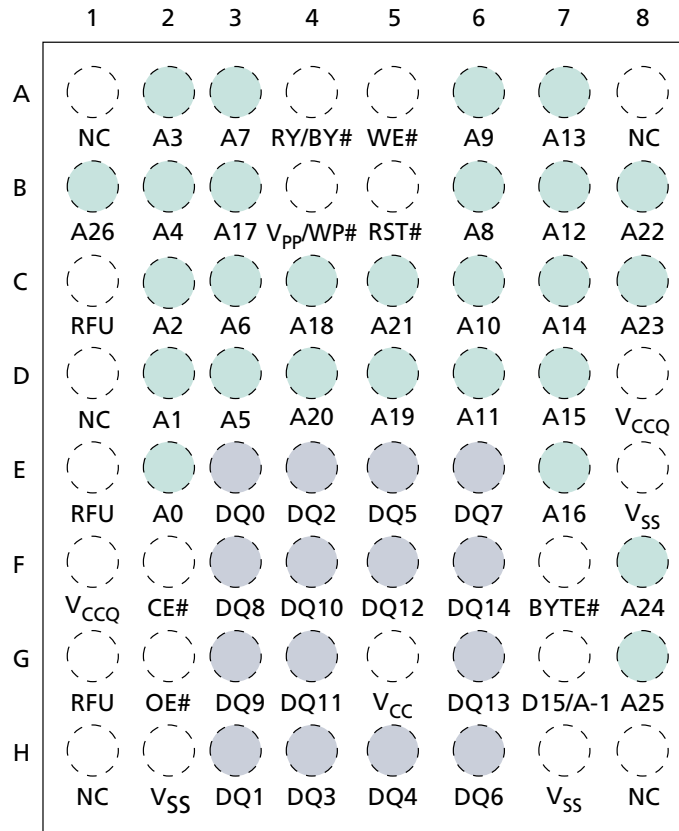 1 2 3 4 5 6 7 8
A
NC A3 A7 RY/BY# WE# A9 A13 NC
B
A26 A4 A17 VPP/WP# RST# A8 A12 A22
C
RFU A2 A6 A18 A21 A10 A14 A23
D
NC A1 A5 A20 A19 A11 A15 VCCQ
E
RFU A0 DQ0 DQ2 DQ5 DQ7 A16 VSS
F
VCCQ CE# DQ8 DQ10 DQ12 DQ14 BYTE# A24
G
RFU OE# DQ9 DQ11 VCC DQ13 D15/A-1 A25
H
NC VSS DQ1 DQ3 DQ4 DQ6 VSS NC